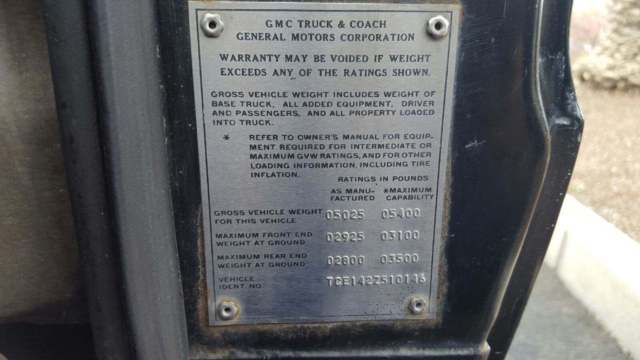 GMC TRUCK & COACH
GENERAL MOTORS CORPORATION
WARRANTY MAY BE VOIDED IF WEIGHT
EXCEEDS ANY OF THE RATINGS SHOWN.
GROSS VEHICLE WEIGHT INCLUDES WEIGHT OF
BASE TRUCK, ALL ADDED EQUIPMENT, DRIVER
AND PASSENGERS, AND ALL PROPERTY LOADED
INTO TRUCK.
* REFER TO OWNER'S MANUAL FOR EQUIP-
MENT REQUIRED FOR INTERMEDIATE OR
MAXIMUM GVW RATINGS, AND FOR OTHER
LOADING INFORMATION, INCLUDING TIRE
INFLATION.
RATINGS IN POUNDS
AS MANU- *MAXIMUM
FACTURED CAPABILITY
GROSS VEHICLE WEIGHT 05025 05400
FOR THIS VEHICLE
MAXIMUM FRONT END 02925 03100
WEIGHT AT GROUND
MAXIMUM REAR END 02800 03500
WEIGHT AT GROUND
VEHICLE
IDENT NO.